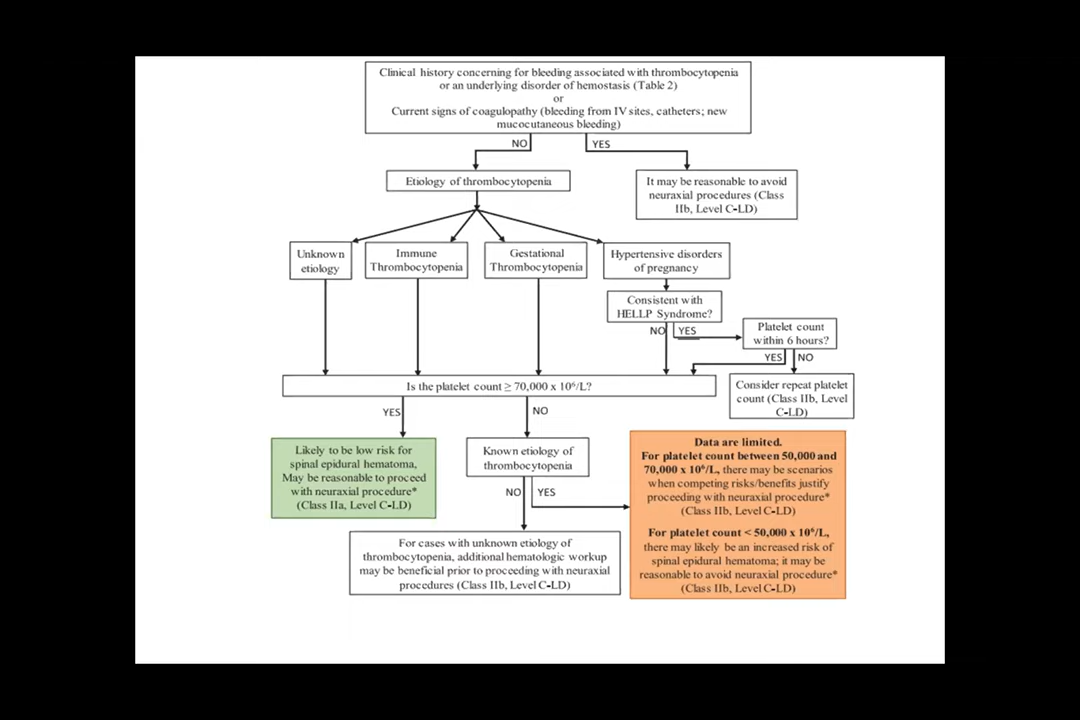 Clinical history concerning for bleeding associated with thrombocytopenia
or an underlying disorder of hemostasis (Table 2)
or
Current signs of coagulopathy (bleeding from IV sites, catheters; new
mucocutaneous bleeding)
NO
YES
Etiology of thrombocytopenia
It may be reasonable to avoid
neuraxial procedures (Class
IIb, Level C-LD)
Unknown
etiology
Immune
Thrombocytopenia
Gestational
Thrombocytopenia
Hypertensive disorders
of pregnancy
Consistent with
HELLP Syndrome?
NO
YES
Platelet count
within 6 hours?
YES
NO
Is the platelet count ≥ 70,000 x 10⁶/L?
Consider repeat platelet
count (Class IIb, Level
C-LD)
YES
NO
Likely to be low risk for
spinal epidural hematoma,
May be reasonable to proceed
with neuraxial procedure*
(Class IIa, Level C-LD)
Known etiology of
thrombocytopenia
NO
YES
Data are limited.
For platelet count between 50,000 and
70,000 x 10⁶/L, there may be scenarios
when competing risks/benefits justify
proceeding with neuraxial procedure*
(Class IIb, Level C-LD)
For platelet count < 50,000 x 10⁶/L,
there may likely be an increased risk of
spinal epidural hematoma; it may be
reasonable to avoid neuraxial procedure*
(Class IIb, Level C-LD)
For cases with unknown etiology of
thrombocytopenia, additional hematologic workup
may be beneficial prior to proceeding with neuraxial
procedures (Class IIb, Level C-LD)